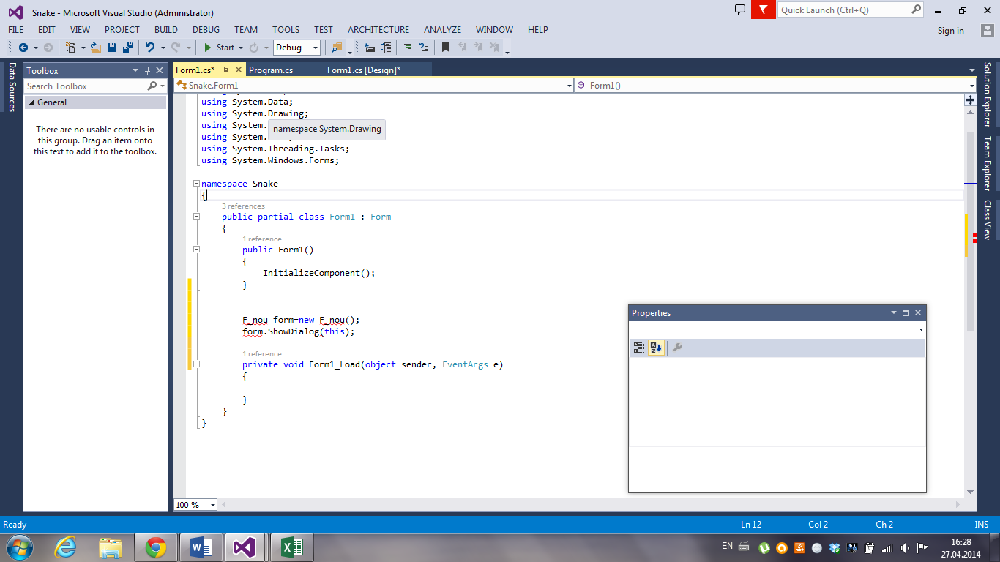 Snake - Microsoft Visual Studio (Administrator)
Quick Launch (Ctrl+Q)
FILE EDIT VIEW PROJECT BUILD DEBUG TEAM TOOLS TEST ARCHITECTURE ANALYZE WINDOW HELP
Sign in
Start
Debug
Data Sources
Toolbox
Search Toolbox
General
There are no usable controls in
this group. Drag an item onto
this text to add it to the toolbox.
Form1.cs*
Program.cs
Form1.cs [Design]*
Snake.Form1
Form1()
using System.Data;
using System.Drawing;
using System.
namespace System.Drawing
using System.
using System.Threading.Tasks;
using System.Windows.Forms;
namespace Snake
{
3 references
public partial class Form1 : Form
{
1 reference
public Form1()
{
InitializeComponent();
}
F_nou form=new F_nou();
form.ShowDialog(this);
1 reference
private void Form1_Load(object sender, EventArgs e)
{
}
}
}
Properties
Solution Explorer
Team Explorer
Class View
100 %
Ready
Ln 12
Col 2
Ch 2
INS
EN
16:28
27.04.2014